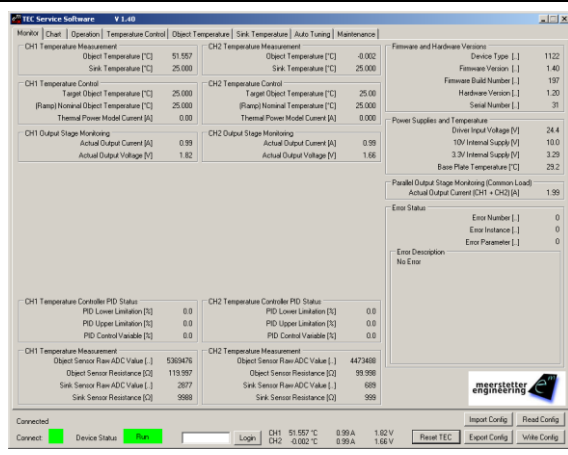 TEC Service Software V 1.40
Monitor Chart Operation Temperature Control Object Temperature Sink Temperature Auto Tuning Maintenance
CH1 Temperature Measurement
Object Temperature [°C] 51.557
Sink Temperature [°C] 25.000
CH1 Temperature Control
Target Object Temperature [°C] 25.000
(Ramp) Nominal Object Temperature [°C] 25.000
Thermal Power Model Current [A] 0.00
CH1 Output Stage Monitoring
Actual Output Current [A] 0.99
Actual Output Voltage [V] 1.82
CH1 Temperature Controller PID Status
PID Lower Limitation [%] 0.0
PID Upper Limitation [%] 0.0
PID Control Variable [%] 0.0
CH1 Temperature Measurement
Object Sensor Raw ADC Value [..] 5369476
Object Sensor Resistance [Ω] 119.997
Sink Sensor Raw ADC Value [..] 2877
Sink Sensor Resistance [Ω] 9988
CH2 Temperature Measurement
Object Temperature [°C] -0.002
Sink Temperature [°C] 25.000
CH2 Temperature Control
Target Object Temperature [°C] 25.00
(Ramp) Nominal Temperature [°C] 25.000
Thermal Power Model Current [A] 0.00
CH2 Output Stage Monitoring
Actual Output Current [A] 0.99
Actual Output Voltage [V] 1.66
CH2 Temperature Controller PID Status
PID Lower Limitation [%] 0.0
PID Upper Limitation [%] 0.0
PID Control Variable [%] 0.0
CH2 Temperature Measurement
Object Sensor Raw ADC Value [..] 4473488
Object Sensor Resistance [Ω] 99.998
Sink Sensor Raw ADC Value [..] 689
Sink Sensor Resistance [Ω] 999
Firmware and Hardware Versions
Device Type [..] 1122
Firmware Version [..] 1.40
Firmware Build Number [..] 197
Hardware Version [..] 1.20
Serial Number [..] 31
Power Supplies and Temperature
Driver Input Voltage [V] 24.4
10V Internal Supply [V] 10.0
3.3V Internal Supply [V] 3.29
Base Plate Temperature [°C] 29.2
Parallel Output Stage Monitoring (Common Load)
Actual Output Current (CH1 + CH2) [A] 1.99
Error Status
Error Number [..] 0
Error Instance [..] 0
Error Parameter [..] 0
Error Description
No Error
meerstetter
engineering
Connected
Connect: Device Status Run Login
CH1 51.557 °C 0.99 A 1.82 V
CH2 -0.002 °C 0.99 A 1.66 V
Reset TEC
Import Config Read Config
Export Config Write Config